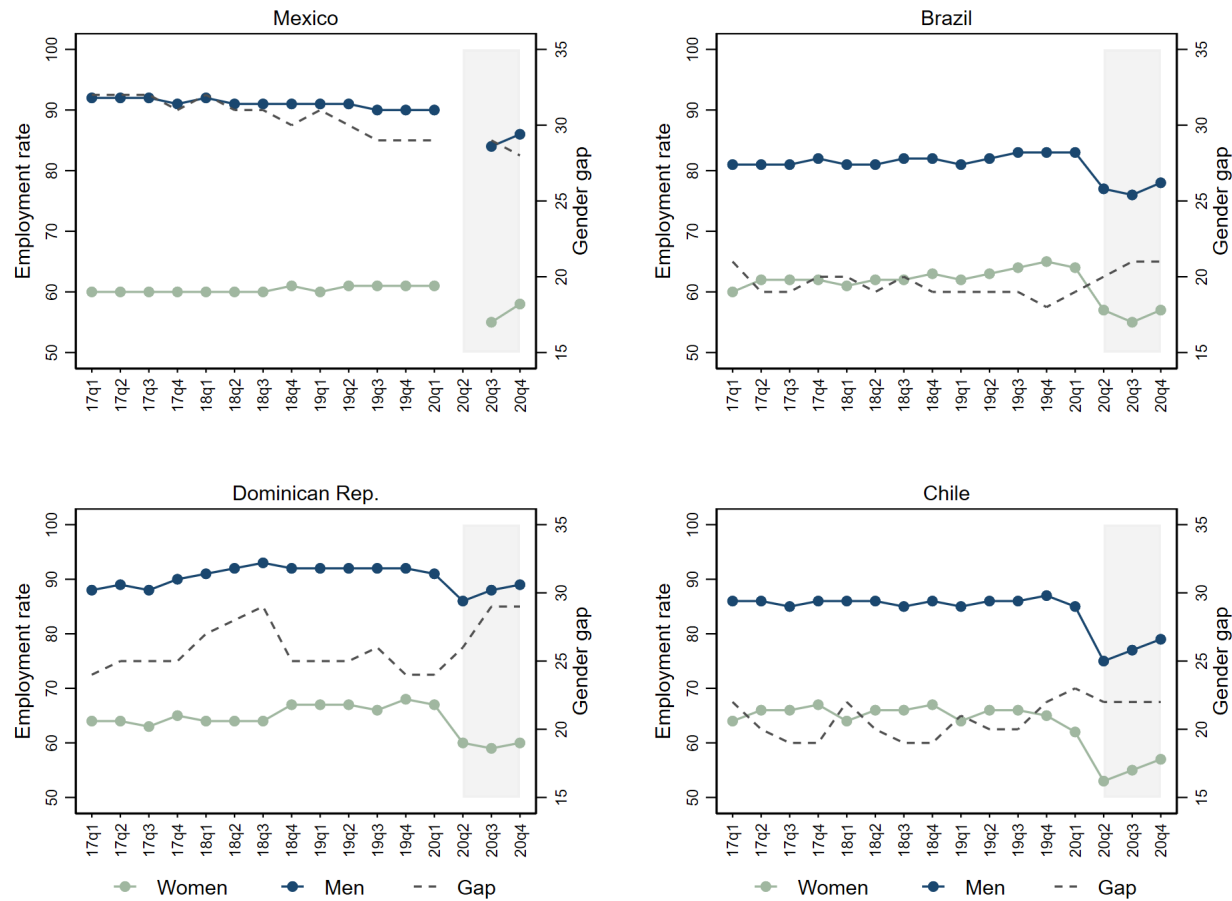 Mexico
Employment rate
100
90
80
70
60
50
Gender gap
35
30
25
20
15
17q1
17q2
17q3
17q4
18q1
18q2
18q3
18q4
19q1
19q2
19q3
19q4
20q1
20q2
20q3
20q4
Brazil
Employment rate
100
90
80
70
60
50
Gender gap
35
30
25
20
15
17q1
17q2
17q3
17q4
18q1
18q2
18q3
18q4
19q1
19q2
19q3
19q4
20q1
20q2
20q3
20q4
Dominican Rep.
Employment rate
100
90
80
70
60
50
Gender gap
35
30
25
20
15
17q1
17q2
17q3
17q4
18q1
18q2
18q3
18q4
19q1
19q2
19q3
19q4
20q1
20q2
20q3
20q4
Women Men Gap
Chile
Employment rate
100
90
80
70
60
50
Gender gap
35
30
25
20
15
17q1
17q2
17q3
17q4
18q1
18q2
18q3
18q4
19q1
19q2
19q3
19q4
20q1
20q2
20q3
20q4
Women Men Gap